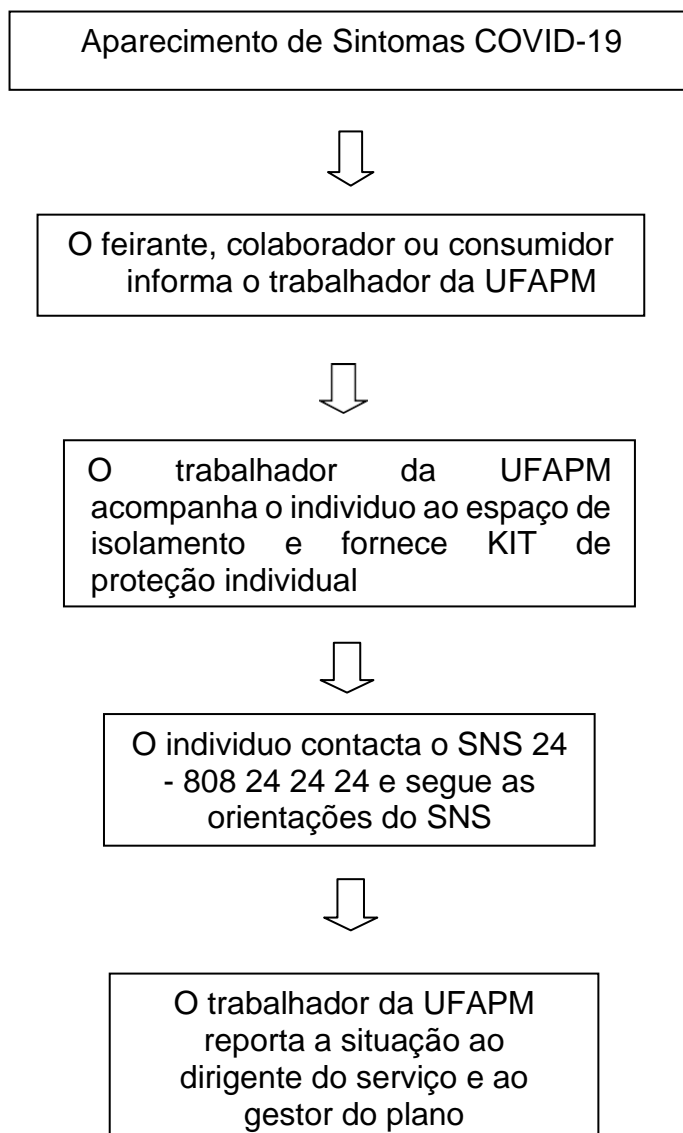 Aparecimento de Sintomas COVID-19
O feirante, colaborador ou consumidor
informa o trabalhador da UFAPM
O trabalhador da UFAPM
acompanha o individuo ao espaço de
isolamento e fornece KIT de
proteção individual
O individuo contacta o SNS 24
- 808 24 24 24 e segue as
orientações do SNS
O trabalhador da UFAPM
reporta a situação ao
dirigente do serviço e ao
gestor do plano